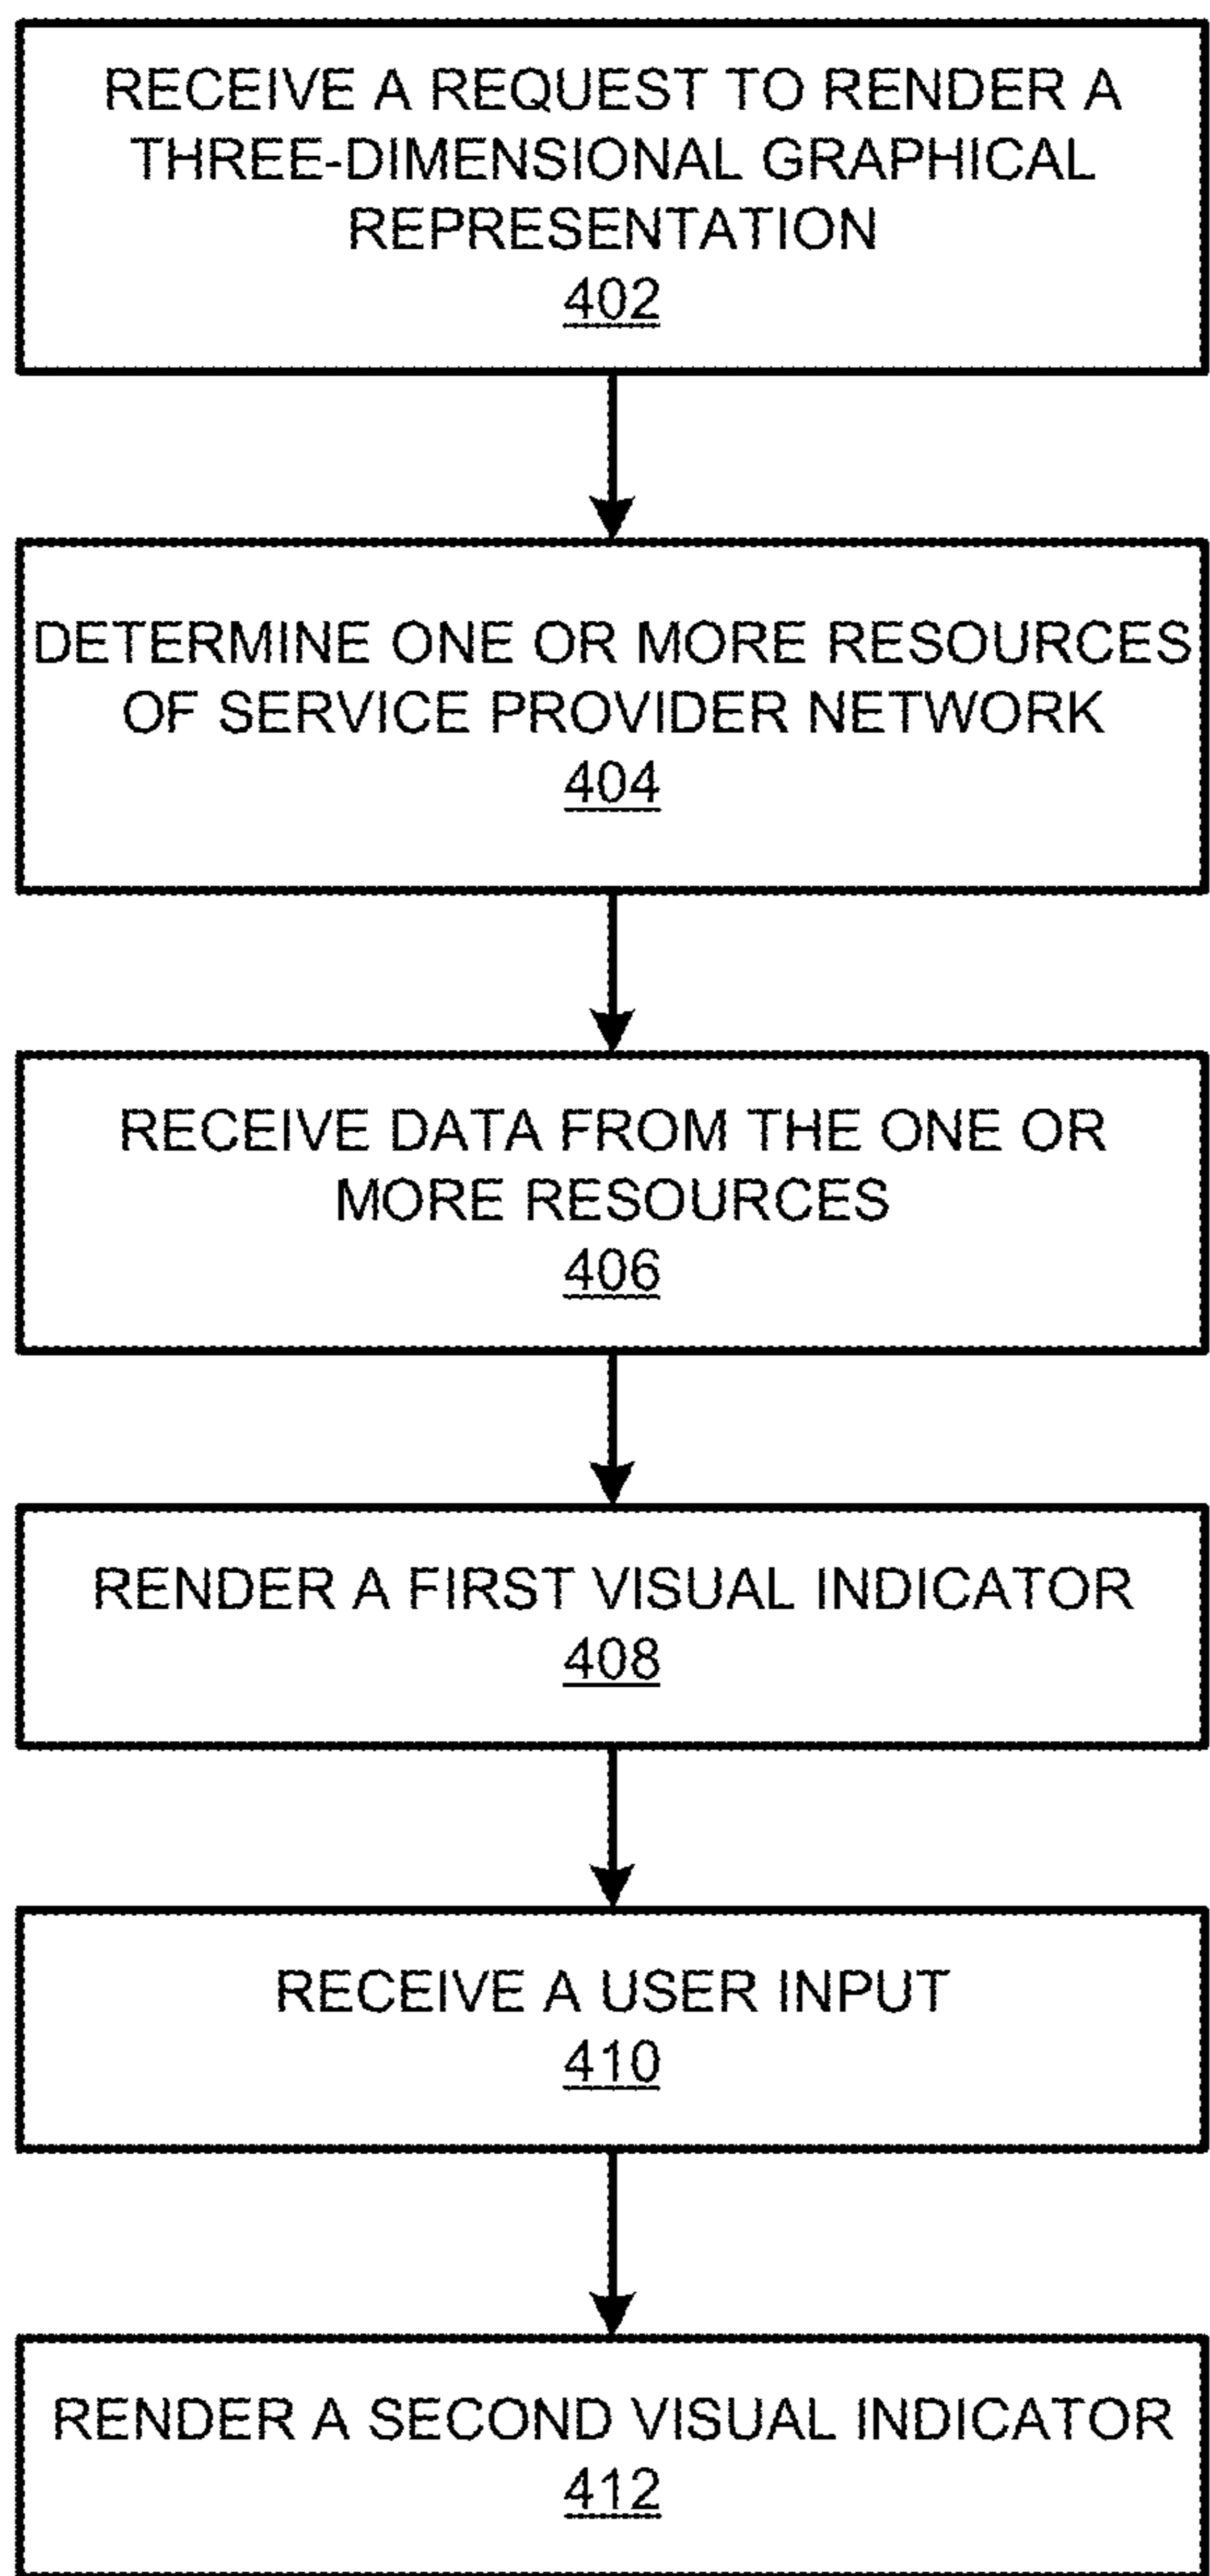 RECEIVE A REQUEST TO RENDER A
THREE-DIMENSIONAL GRAPHICAL
REPRESENTATION
402
DETERMINE ONE OR MORE RESOURCES
OF SERVICE PROVIDER NETWORK
404
RECEIVE DATA FROM THE ONE OR
MORE RESOURCES
406
RENDER A FIRST VISUAL INDICATOR
408
RECEIVE A USER INPUT
410
RENDER A SECOND VISUAL INDICATOR
412